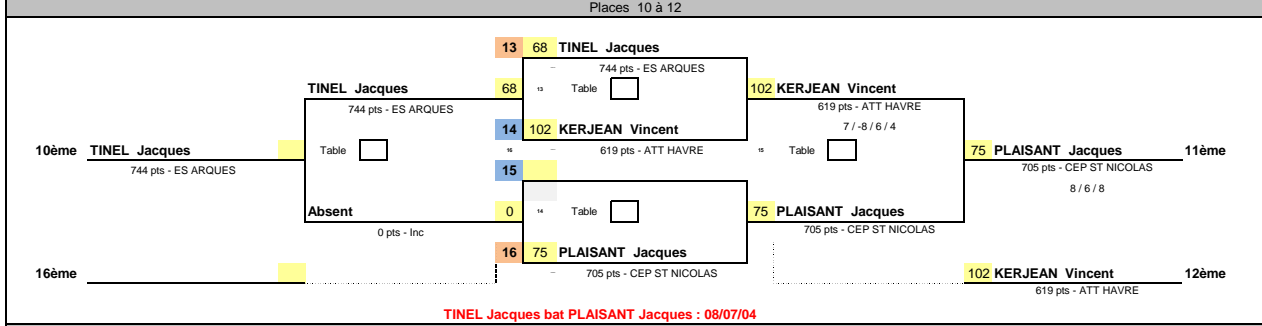 Places 10 à 12
13 68 TINEL Jacques
744 pts - ES ARQUES
TINEL Jacques 68 13 Table 102 KERJEAN Vincent
744 pts - ES ARQUES 619 pts - ATT HAVRE
14 102 KERJEAN Vincent 7 / -8 / 6 / 4
10ème TINEL Jacques Table 16 619 pts - ATT HAVRE 15 Table 75 PLAISANT Jacques 11ème
744 pts - ES ARQUES 15 705 pts - CEP ST NICOLAS
8 / 6 / 8
Absent 0 14 Table 75 PLAISANT Jacques
0 pts - Inc 705 pts - CEP ST NICOLAS
16 75 PLAISANT Jacques
16ème 705 pts - CEP ST NICOLAS 102 KERJEAN Vincent 12ème
619 pts - ATT HAVRE
TINEL Jacques bat PLAISANT Jacques : 08/07/04